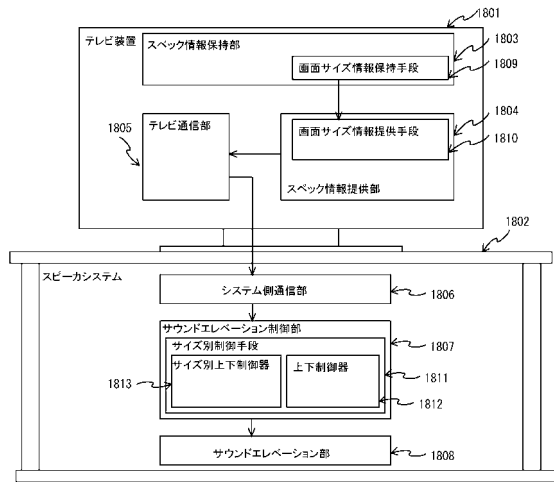 1801
テレビ装置
スペック情報保持部
1803
画面サイズ情報保持手段
1809
1805
テレビ通信部
1804
画面サイズ情報提供手段
1810
スペック情報提供部
1802
スピーカシステム
システム側通信部
1806
サウンドエレベーション制御部
1807
サイズ別制御手段
サイズ別上下制御器
上下制御器
1811
1813
1812
サウンドエレベーション部
1808